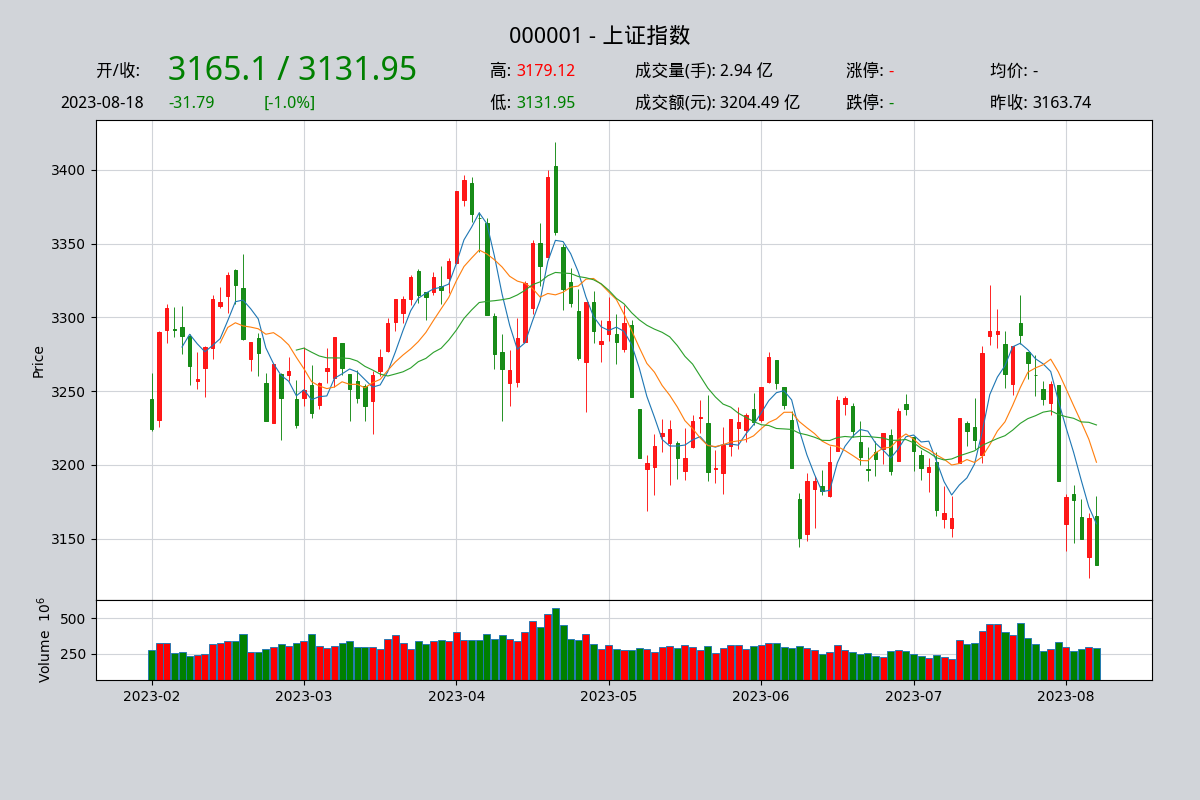 000001 - 上证指数
开/收: 3165.1 / 3131.95 高: 3179.12 成交量(手): 2.94 亿 涨停: - 均价: -
2023-08-18 -31.79 [-1.0%] 低: 3131.95 成交额(元): 3204.49 亿 跌停: - 昨收: 3163.74
3400
3350
3300
3250
3200
3150
Price
500
250
Volume 10⁶
2023-02 2023-03 2023-04 2023-05 2023-06 2023-07 2023-08